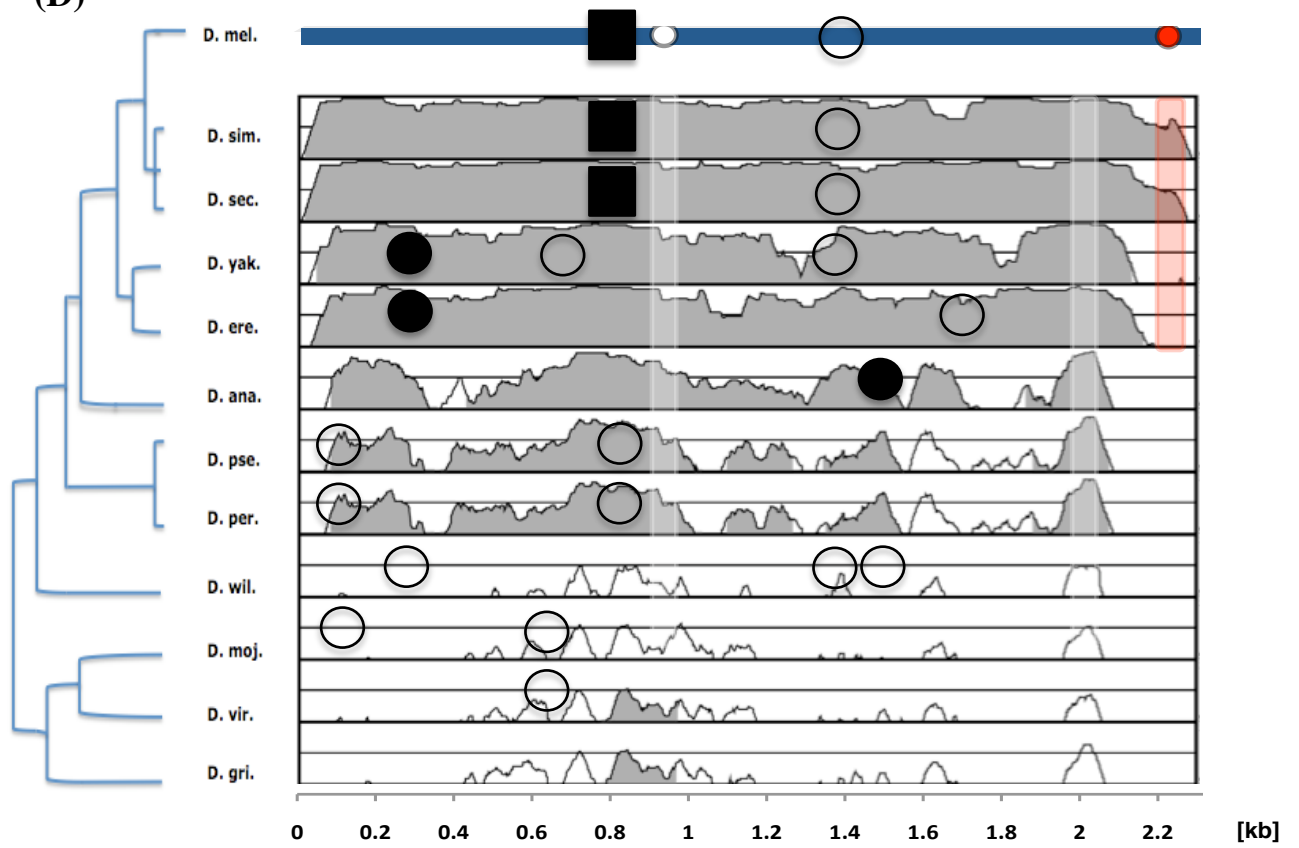 (D)
D. mel.
D. sim.
D. sec.
D. yak.
D. ere.
D. ana.
D. pse.
D. per.
D. wil.
D. moj.
D. vir.
D. gri.
0 0.2 0.4 0.6 0.8 1 1.2 1.4 1.6 1.8 2 2.2 [kb]